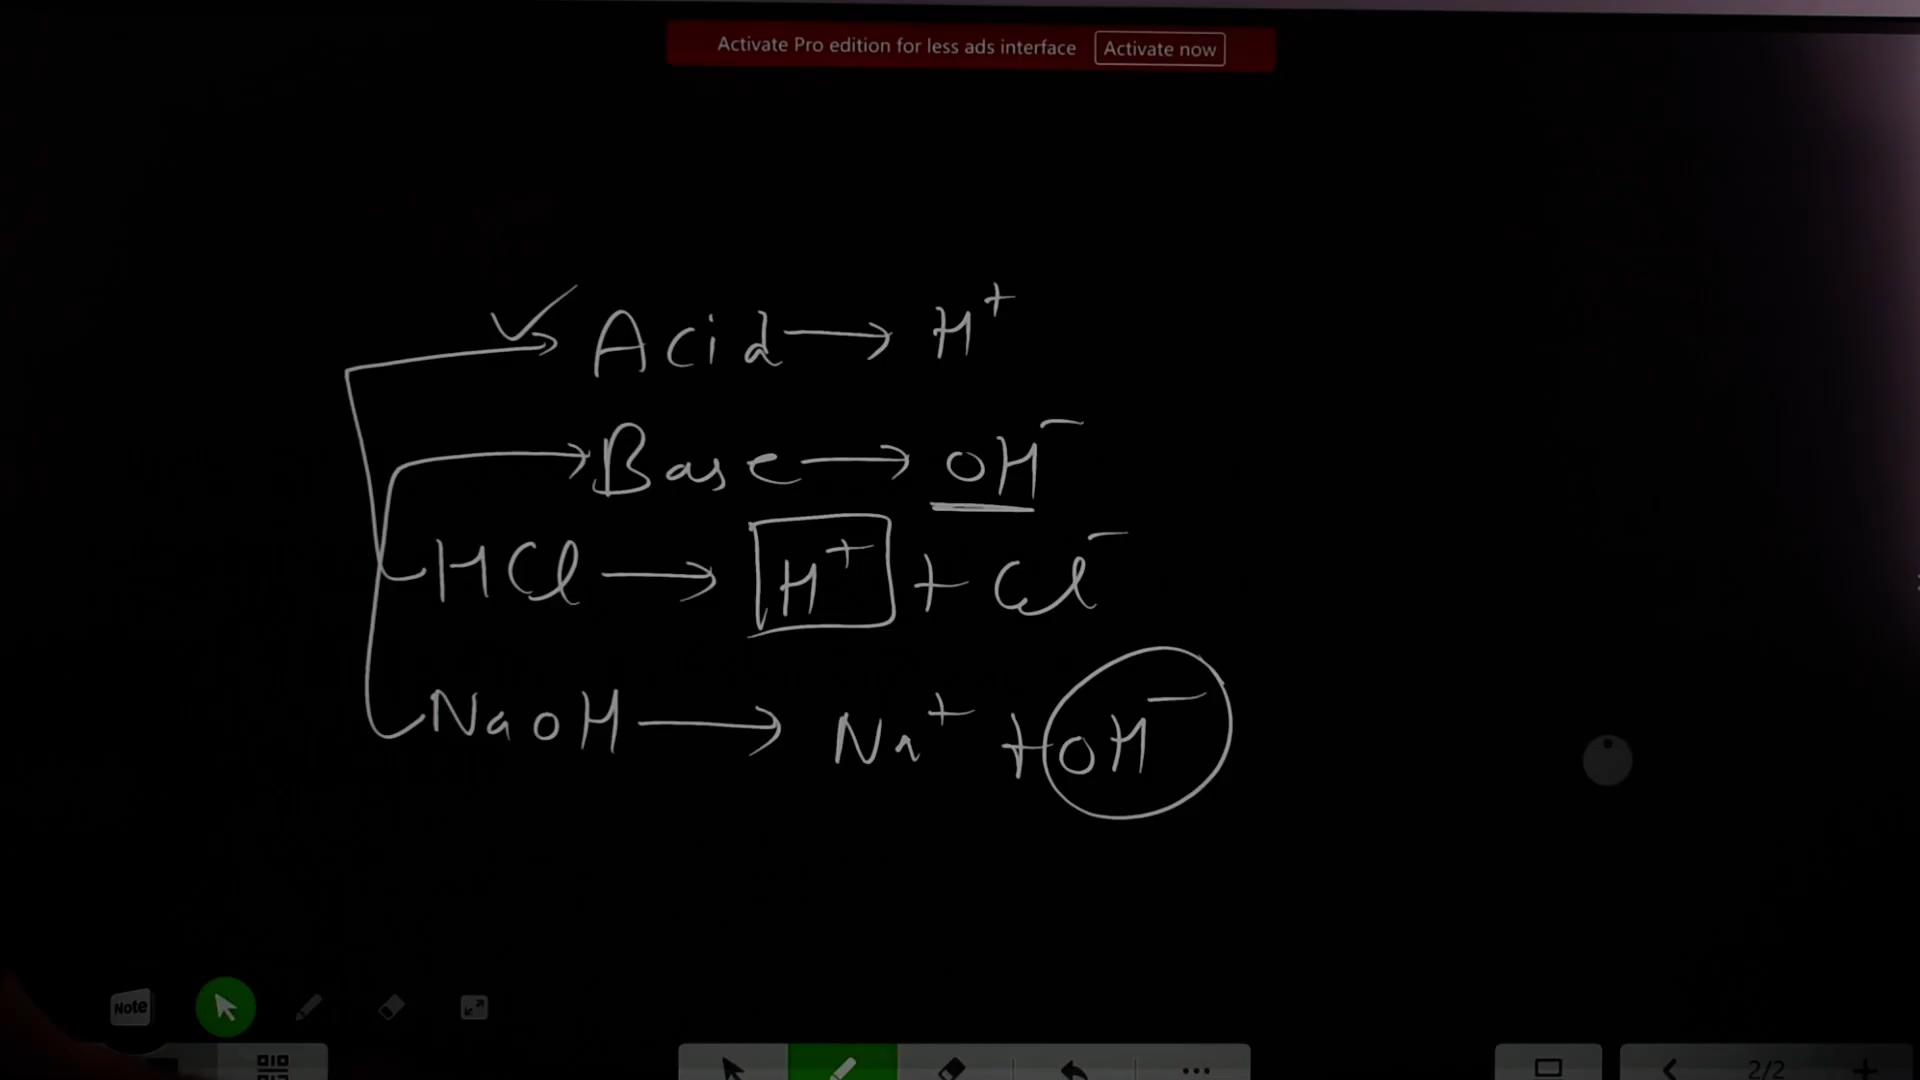 Activate Pro edition for less ads interface Activate now
Acid → H⁺
Base → OH⁻
HCl → H⁺ + Cl⁻
NaOH → Na⁺ + OH⁻
Note
2/2